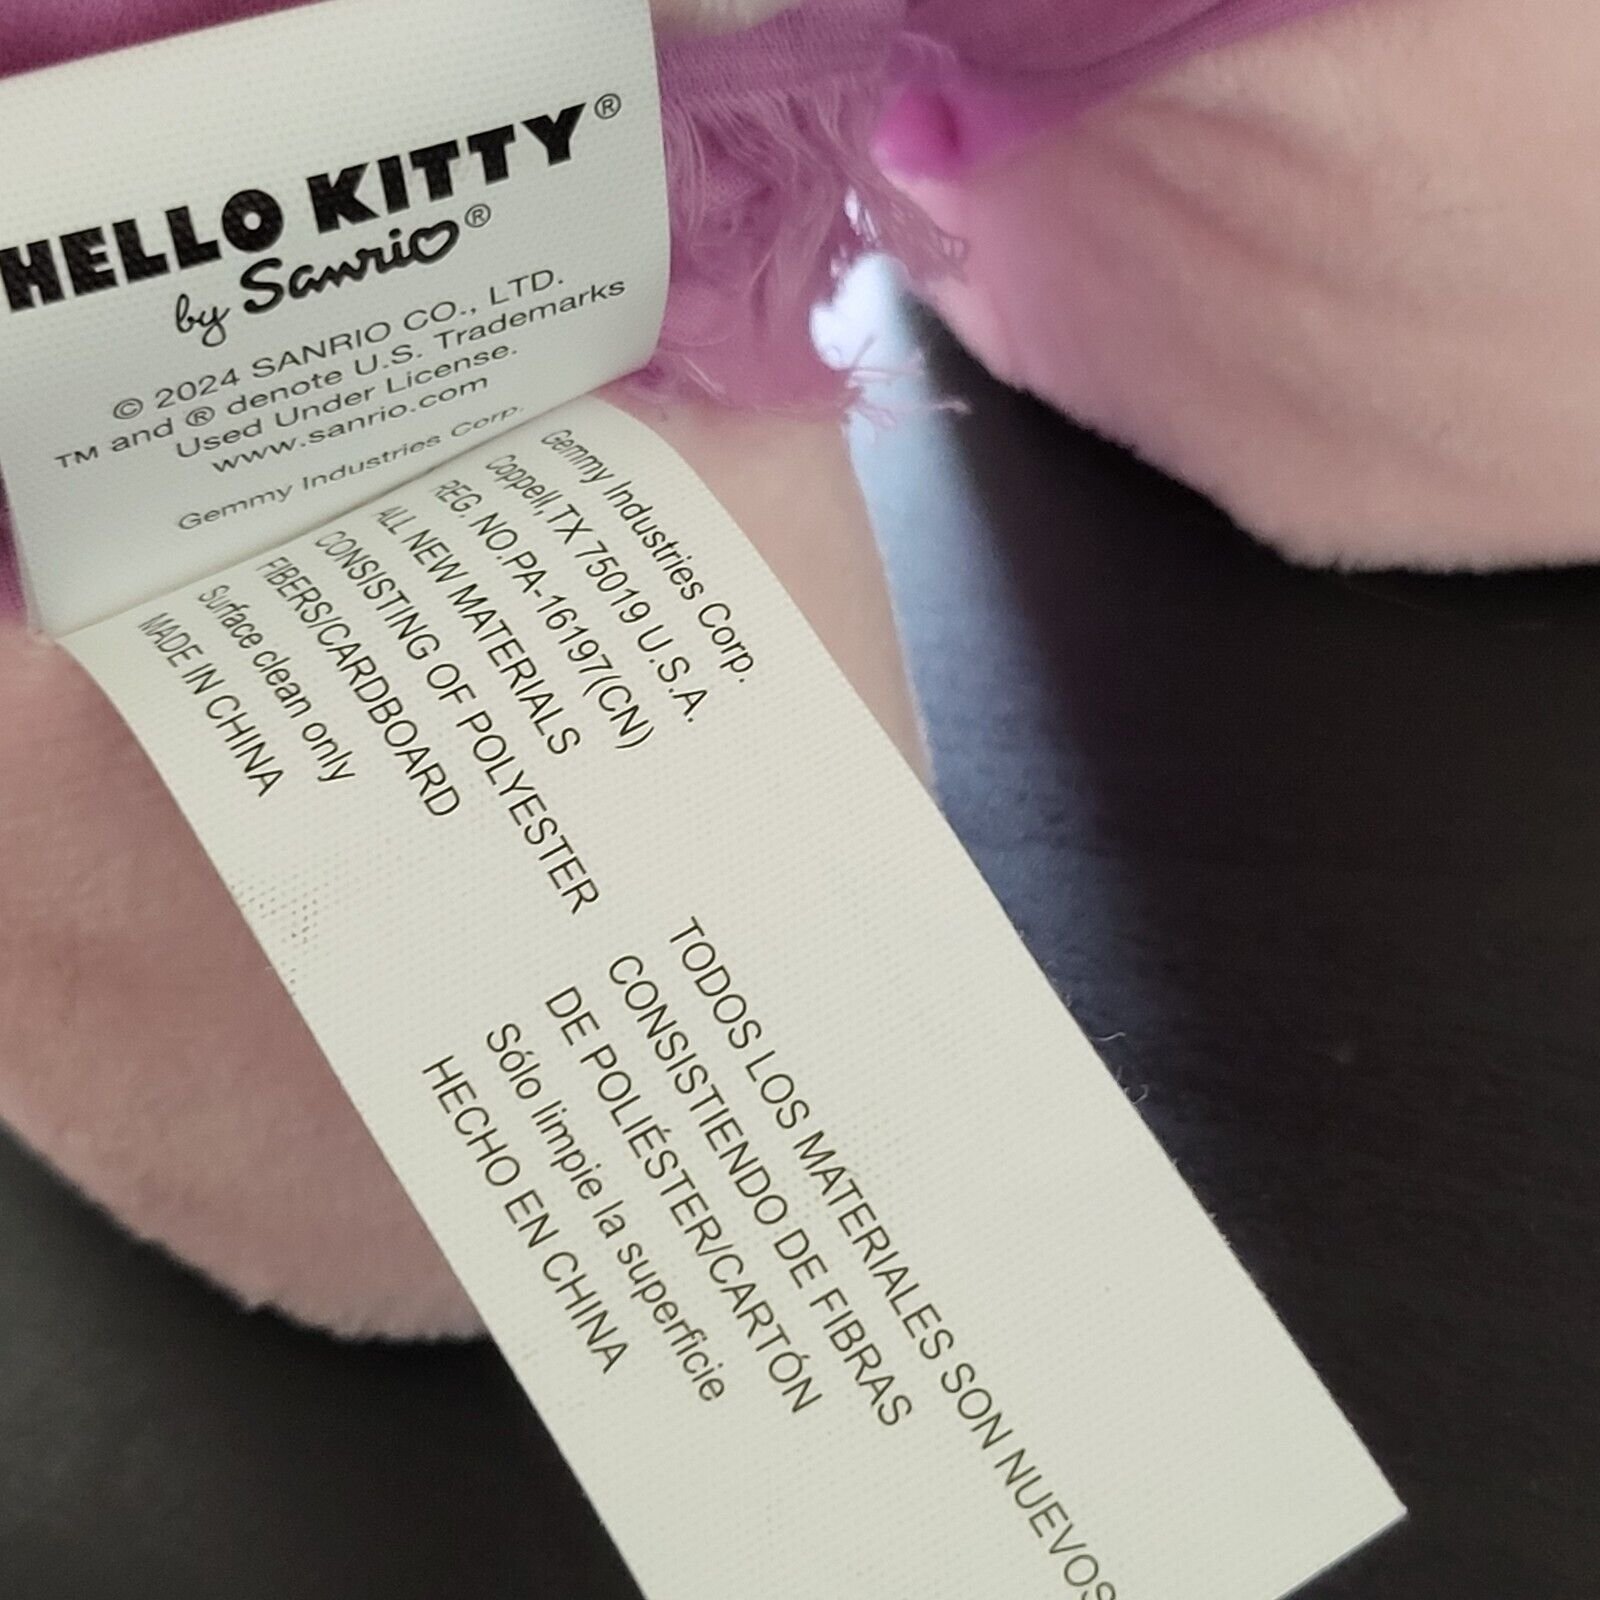 HELLO KITTY®
by Sanrio®
© 2024 SANRIO CO., LTD.
TM and ® denote U.S. Trademarks
Used Under License.
www.sanrio.com
Gemmy Industries Corp.
Gemmy Industries Corp.
Coppell, TX 75019 U.S.A.
REG. NO.PA-16197(CN)
ALL NEW MATERIALS
CONSISTING OF POLYESTER
FIBERS/CARDBOARD
Surface clean only
MADE IN CHINA
TODOS LOS MATERIALES SON NUEVOS
CONSISTIENDO DE FIBRAS
DE POLIÉSTER/CARTÓN
Sólo limpie la superficie
HECHO EN CHINA